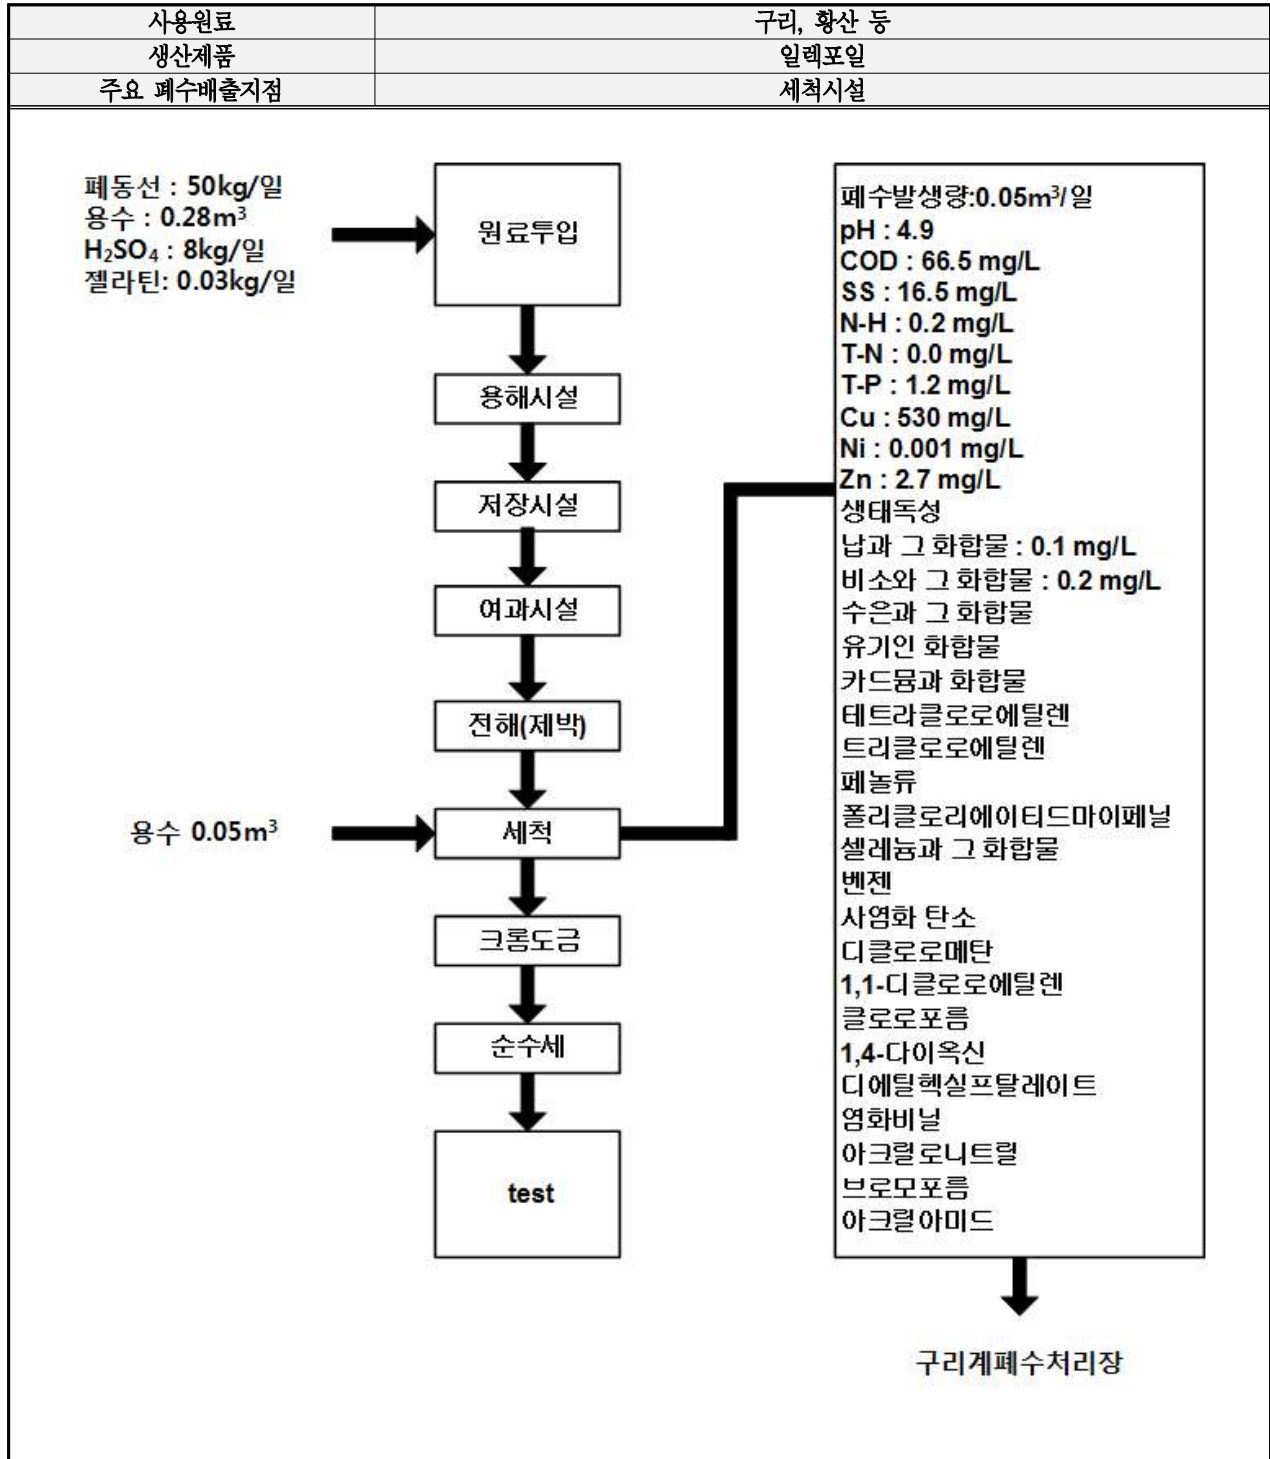 사용원료 구리, 황산 등
생산제품 일렉포일
주요 폐수배출지점 세척시설
폐동선 : 50kg/일
용수 : 0.28m³
H₂SO₄ : 8kg/일
젤라틴: 0.03kg/일
원료투입
용해시설
저장시설
여과시설
전해(제박)
용수 0.05m³
세척
크롬도금
순수세
test
폐수발생량:0.05m³/일
pH : 4.9
COD : 66.5 mg/L
SS : 16.5 mg/L
N-H : 0.2 mg/L
T-N : 0.0 mg/L
T-P : 1.2 mg/L
Cu : 530 mg/L
Ni : 0.001 mg/L
Zn : 2.7 mg/L
생태독성
납과 그 화합물 : 0.1 mg/L
비소와 그 화합물 : 0.2 mg/L
수은과 그 화합물
유기인 화합물
카드뮴과 화합물
테트라클로로에틸렌
트리클로로에틸렌
페놀류
폴리클로리에이티드마이페닐
셀레늄과 그 화합물
벤젠
사염화 탄소
디클로로메탄
1,1-디클로로에틸렌
클로로포름
1,4-다이옥신
디에틸헥실프탈레이트
염화비닐
아크릴로니트릴
브로모포름
아크릴아미드
구리계폐수처리장